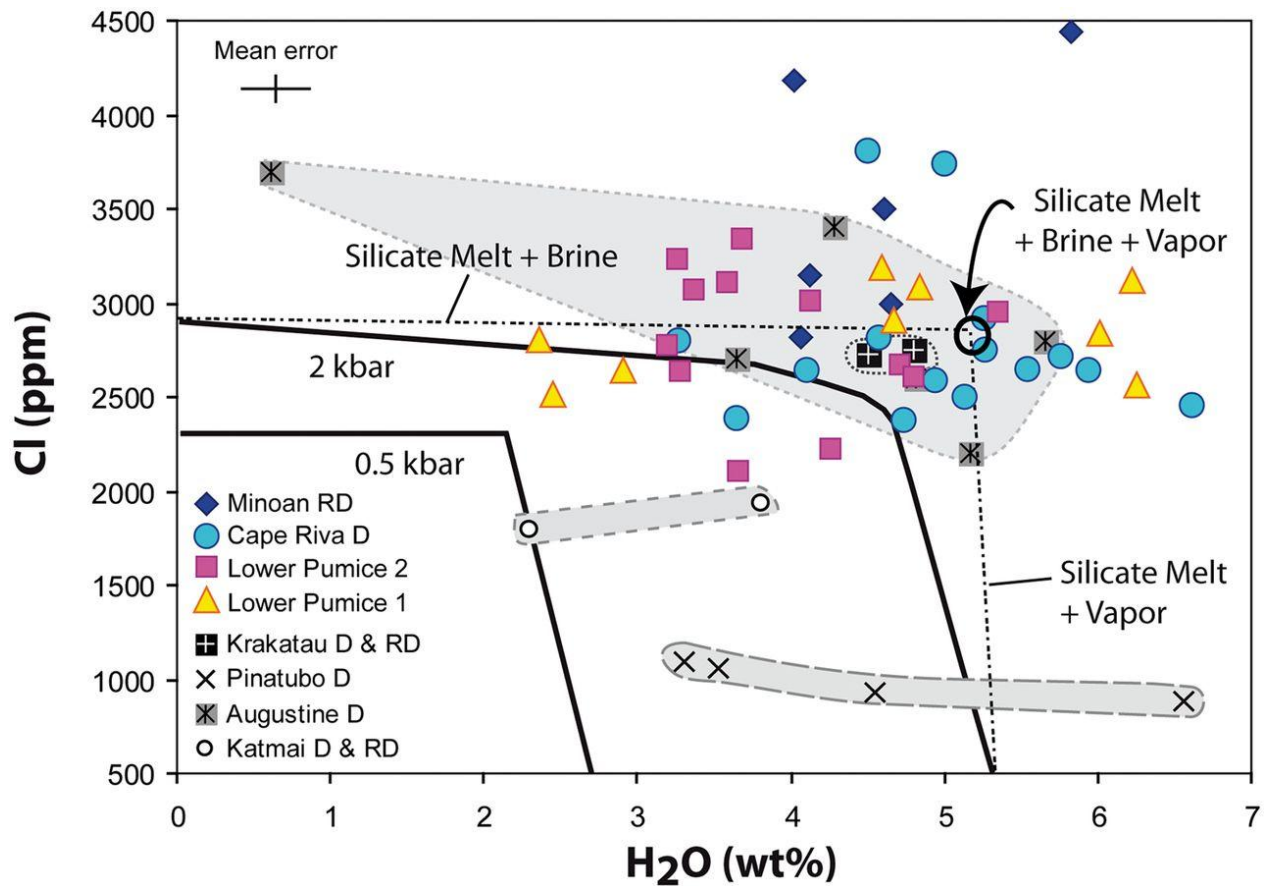 4500
4000
3500
3000
2500
2000
1500
1000
500
Cl (ppm)
Mean error
Silicate Melt + Brine
Silicate Melt
+ Brine + Vapor
2 kbar
0.5 kbar
Silicate Melt
+ Vapor
Minoan RD
Cape Riva D
Lower Pumice 2
Lower Pumice 1
Krakatau D & RD
Pinatubo D
Augustine D
Katmai D & RD
0 1 2 3 4 5 6 7
H2O (wt%)